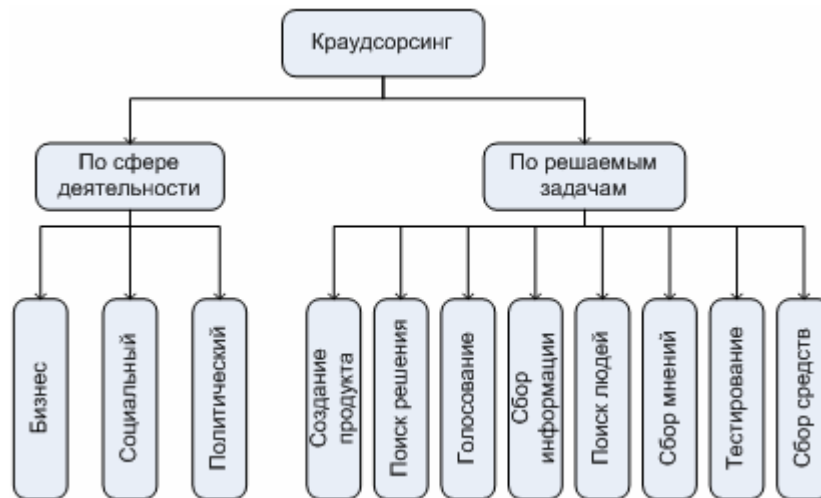 Краудсорсинг
По сфере
деятельности
По решаемым
задачам
Бизнес
Социальный
Политический
Создание
продукта
Поиск решения
Голосование
Сбор
информации
Поиск людей
Сбор мнений
Тестирование
Сбор средств